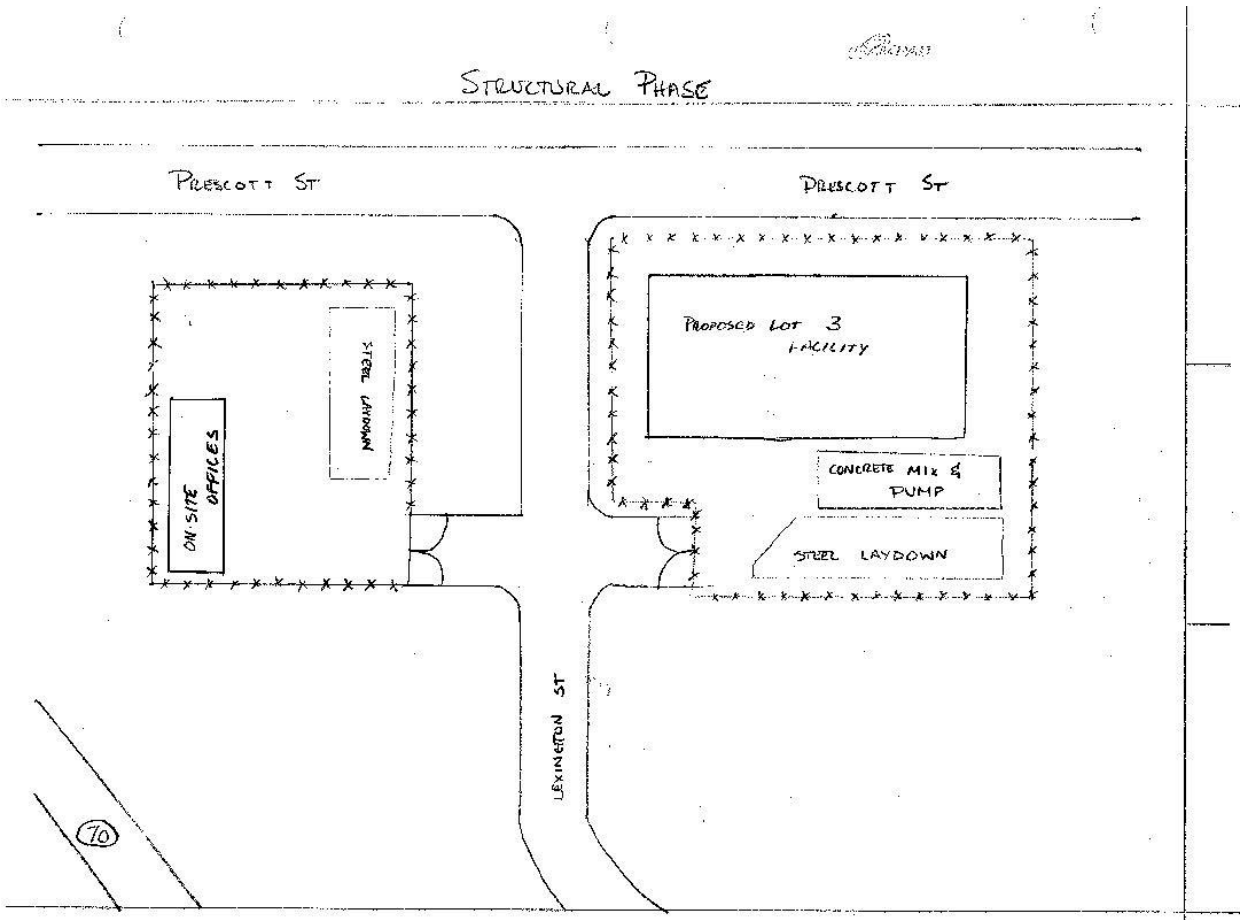 STRUCTURAL PHASE
PRESCOTT ST
PRESCOTT ST
PROPOSED LOT 3
FACILITY
STEEL LAYDOWN
ON-SITE
OFFICES
CONCRETE MIX &
PUMP
STEEL LAYDOWN
LEXINGTON ST
70